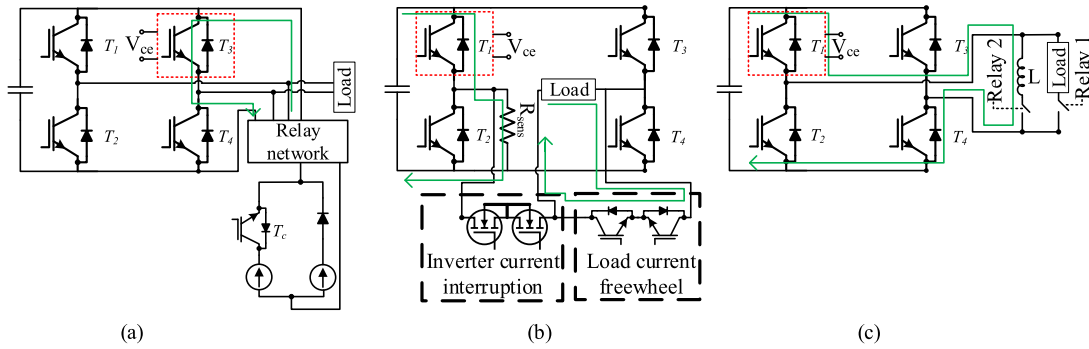 T1
Vce
T3
T2
T4
Load
Relay
network
Tc
(a)
T1
Vce
T3
Load
Rsens
T2
T4
Inverter current
interruption
Load current
freewheel
(b)
T1
Vce
T3
Relay 2
L
Load
Relay 1
T2
T4
(c)